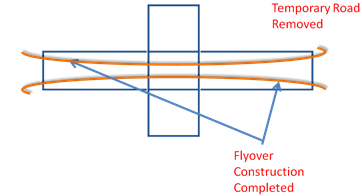 Temporary Road
Removed
Flyover
Construction
Completed